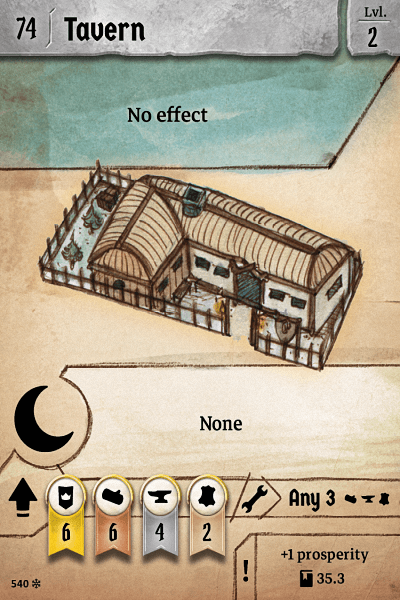 74 Tavern Lvl. 2
No effect
None
Any 3
6 6 4 2
+1 prosperity
! 35.3
540